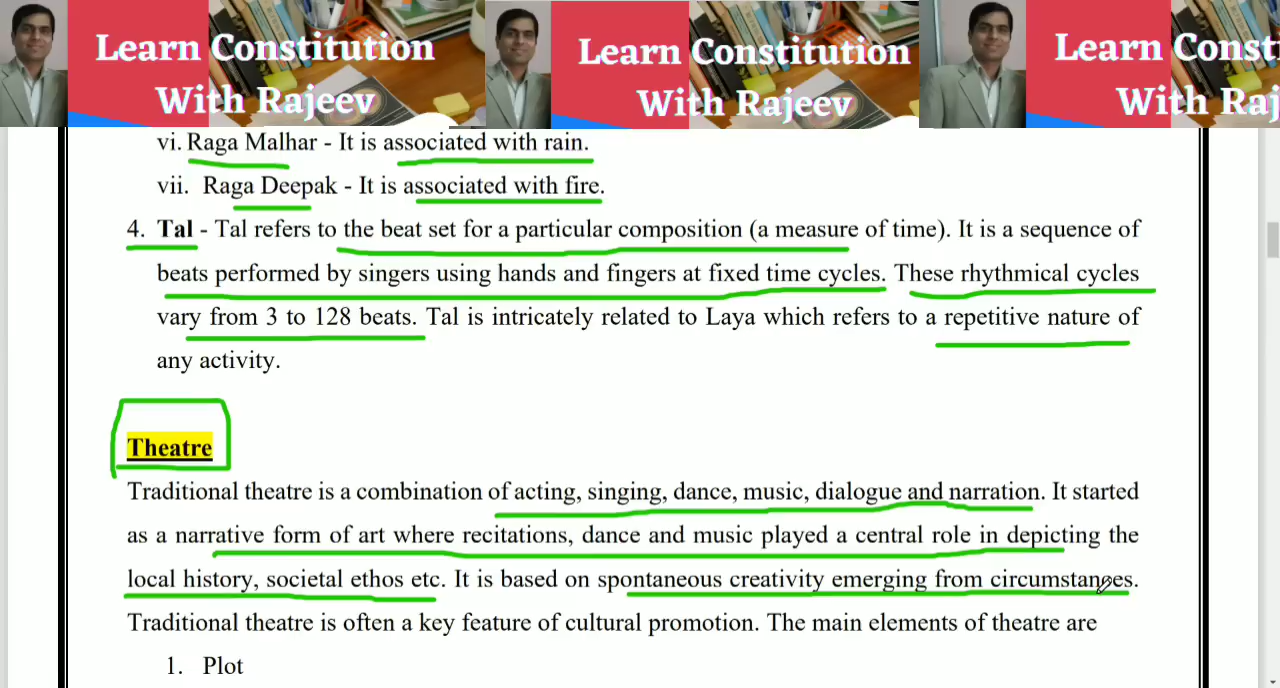 Learn Constitution
With Rajeev
Learn Constitution
With Rajeev
Learn Consti
With Raj
vi. Raga Malhar - It is associated with rain.
vii. Raga Deepak - It is associated with fire.
4. Tal - Tal refers to the beat set for a particular composition (a measure of time). It is a sequence of
beats performed by singers using hands and fingers at fixed time cycles. These rhythmical cycles
vary from 3 to 128 beats. Tal is intricately related to Laya which refers to a repetitive nature of
any activity.
Theatre
Traditional theatre is a combination of acting, singing, dance, music, dialogue and narration. It started
as a narrative form of art where recitations, dance and music played a central role in depicting the
local history, societal ethos etc. It is based on spontaneous creativity emerging from circumstances.
Traditional theatre is often a key feature of cultural promotion. The main elements of theatre are
1. Plot